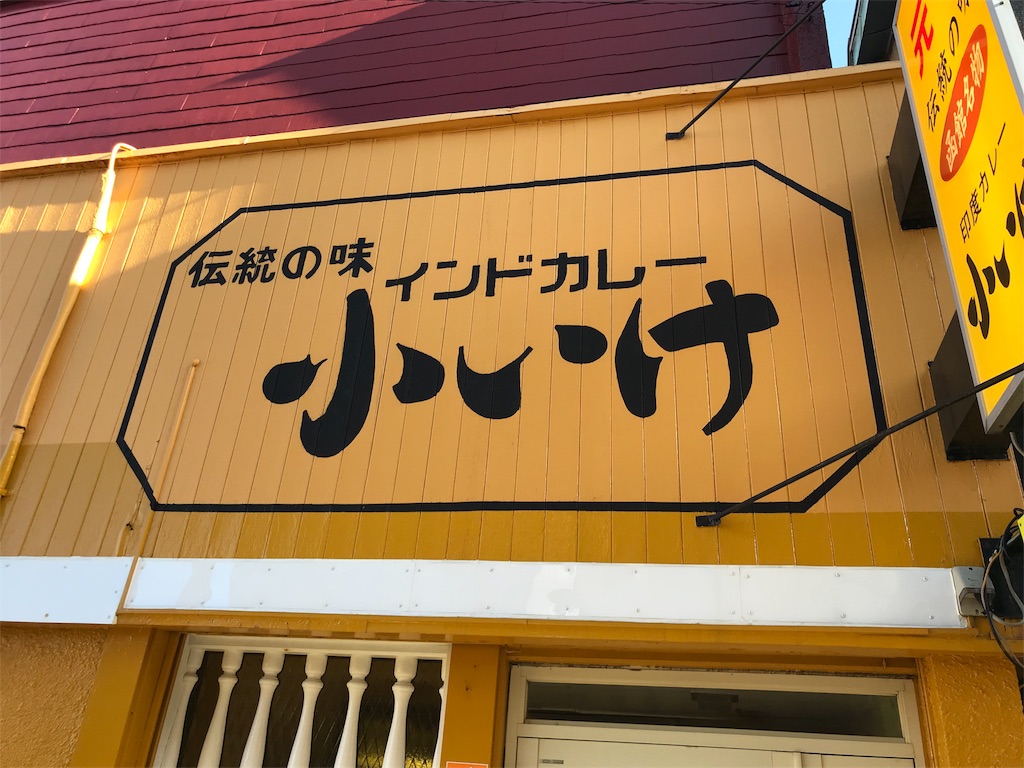 伝統の味 インドカレー
小いけ
元
伝統の味
函館名物
印度カレー
小い